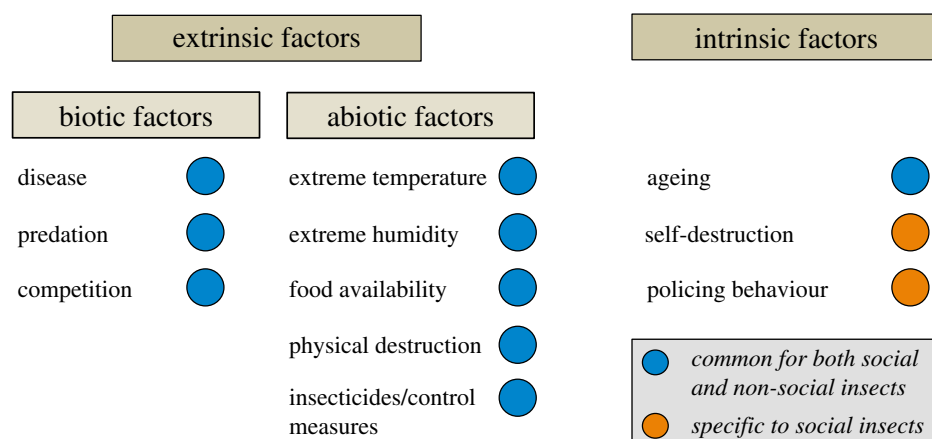 extrinsic factors
intrinsic factors
biotic factors
abiotic factors
disease
predation
competition
extreme temperature
extreme humidity
food availability
physical destruction
insecticides/control
measures
ageing
self-destruction
policing behaviour
common for both social
and non-social insects
specific to social insects